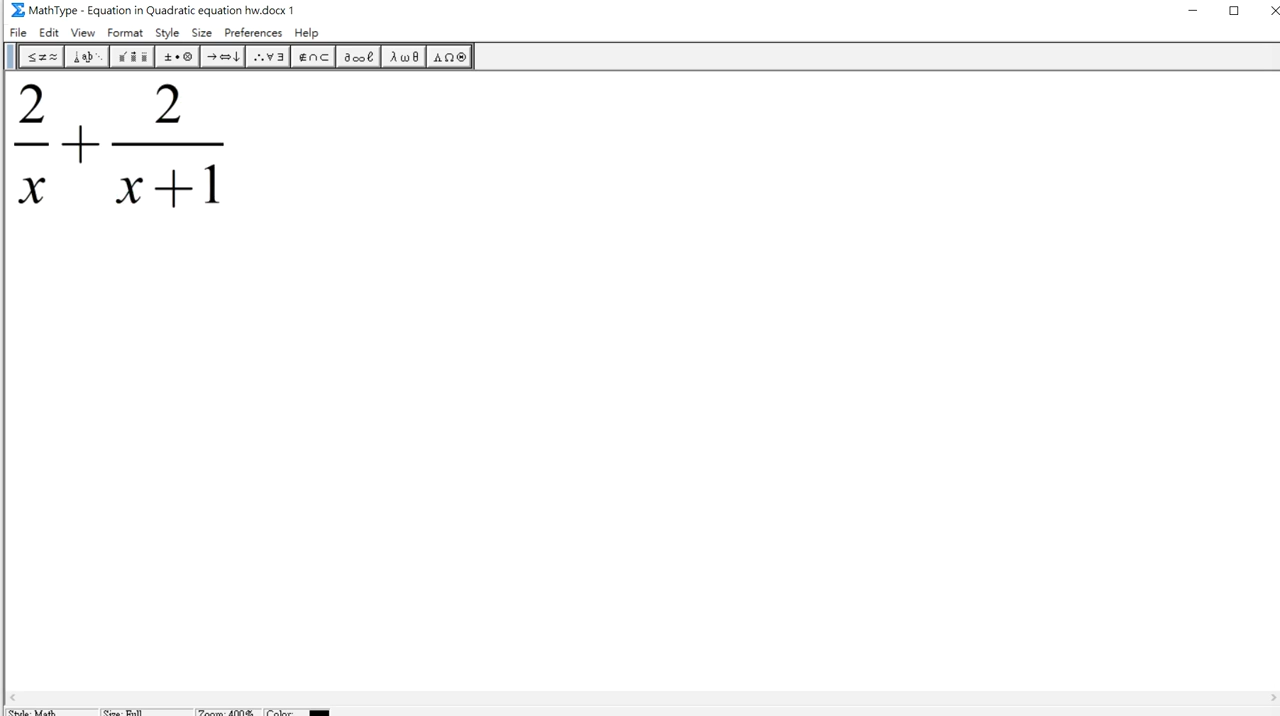 MathType - Equation in Quadratic equation hw.docx 1
File Edit View Format Style Size Preferences Help
≤≠≈ ±•⊗ →⇔↓ ∴∀∃ ∉∩⊂ ∂∞ℓ λωθ ΛΩ⊛
2/x + 2/(x+1)
Style: Math Size: Full Zoom: 400% Color: